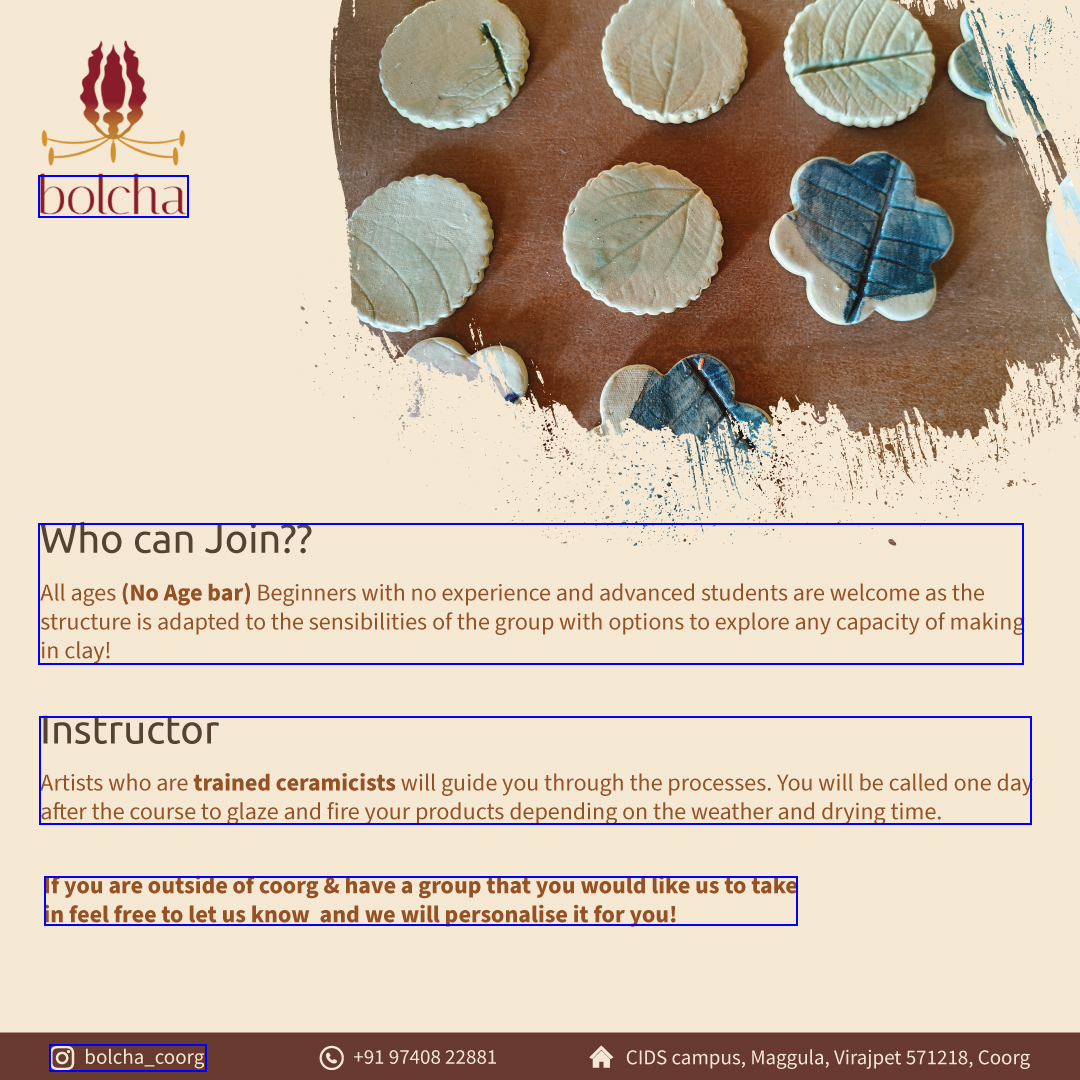 bolcha
Who can Join??
All ages (No Age bar) Beginners with no experience and advanced students are welcome as the
structure is adapted to the sensibilities of the group with options to explore any capacity of making
in clay!
Instructor
Artists who are trained ceramicists will guide you through the processes. You will be called one day
after the course to glaze and fire your products depending on the weather and drying time.
If you are outside of coorg & have a group that you would like us to take
in feel free to let us know  and we will personalise it for you!
bolcha_coorg +91 97408 22881 CIDS campus, Maggula, Virajpet 571218, Coorg